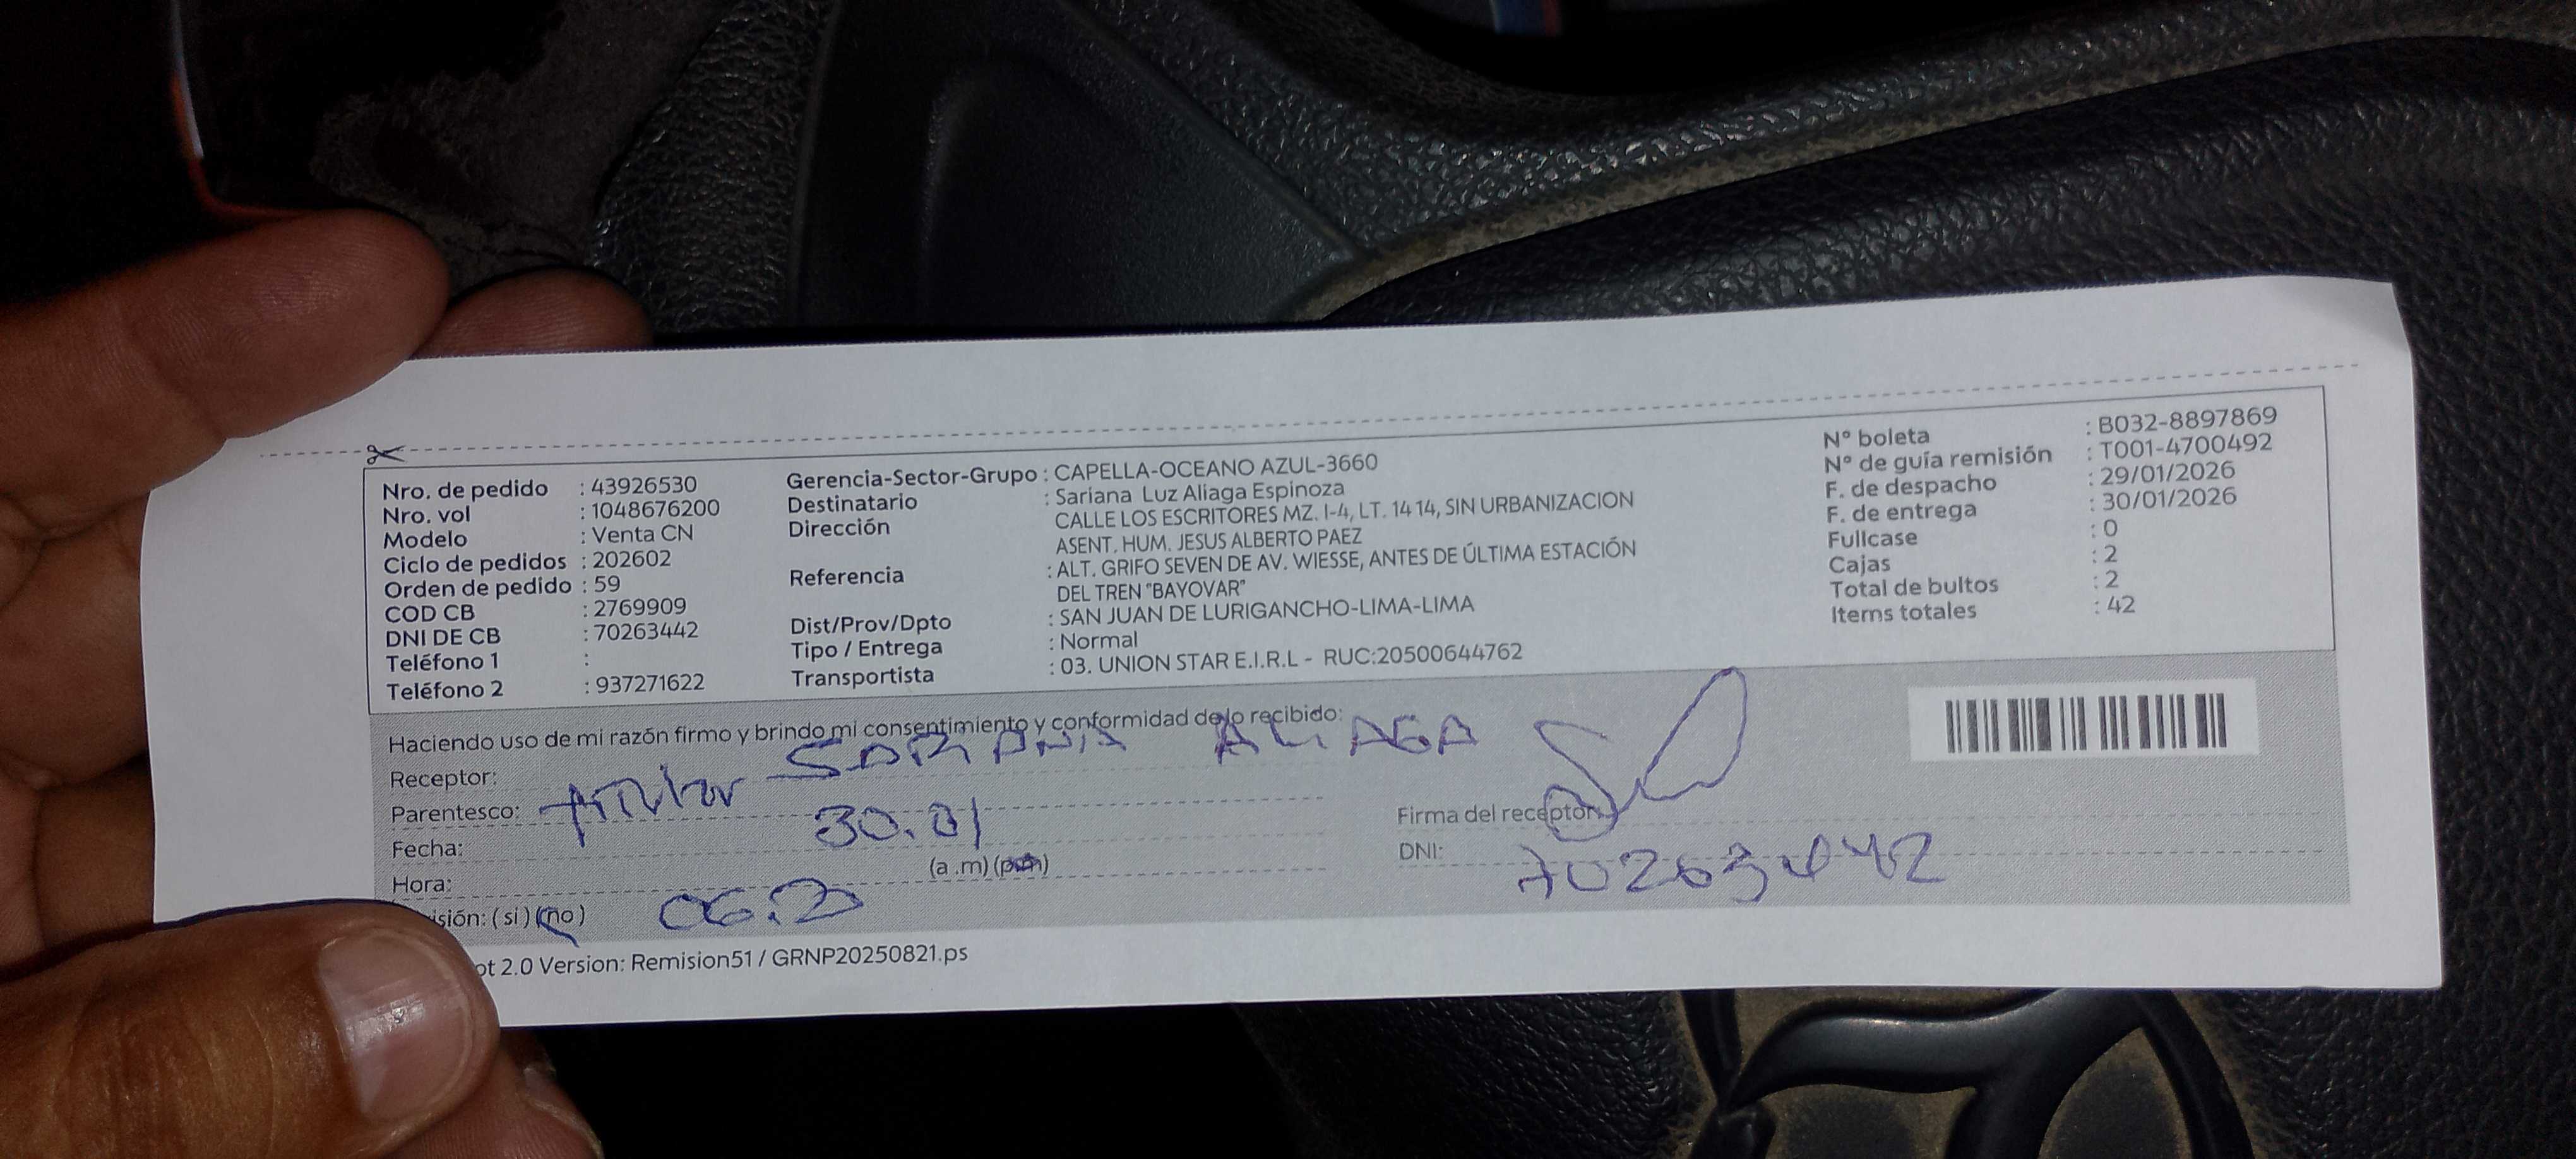 Nro. de pedido : 43926530
Nro. vol : 1048676200
Modelo : Venta CN
Ciclo de pedidos : 202602
Orden de pedido : 59
COD CB : 2769909
DNI DE CB : 70263442
Teléfono 1 :
Teléfono 2 : 937271622
Gerencia-Sector-Grupo : CAPELLA-OCEANO AZUL-3660
Destinatario : Sariana Luz Aliaga Espinoza
Dirección CALLE LOS ESCRITORES MZ. I-4, LT. 14 14, SIN URBANIZACION
ASENT. HUM. JESUS ALBERTO PAEZ
Referencia : ALT. GRIFO SEVEN DE AV. WIESSE, ANTES DE ÚLTIMA ESTACIÓN
DEL TREN "BAYOVAR"
Dist/Prov/Dpto : SAN JUAN DE LURIGANCHO-LIMA-LIMA
Tipo / Entrega : Normal
Transportista : 03. UNION STAR E.I.R.L - RUC:20500644762
N° boleta : B032-8897869
N° de guía remisión : T001-4700492
F. de despacho : 29/01/2026
F. de entrega : 30/01/2026
Fullcase : 0
Cajas : 2
Total de bultos : 2
Items totales : 42
Haciendo uso de mi razón firmo y brindo mi consentimiento y conformidad de lo recibido:
Receptor: SARIANA ALIAGA
Parentesco: titular
Fecha: 30.01
Hora: (a .m) (p.m)
isión: ( si ) (no )
Firma del receptor:
DNI: 70263442
ot 2.0 Version: Remision51 / GRNP20250821.ps